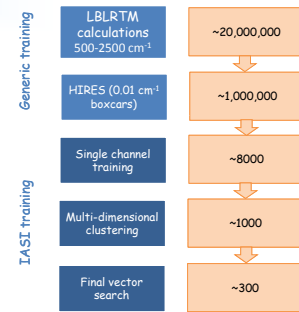 Generic training
LBLRTM
calculations
500-2500 cm⁻¹
~20,000,000
HIRES (0.01 cm⁻¹
boxcars)
~1,000,000
IASI training
Single channel
training
~8000
Multi-dimensional
clustering
~1000
Final vector
search
~300